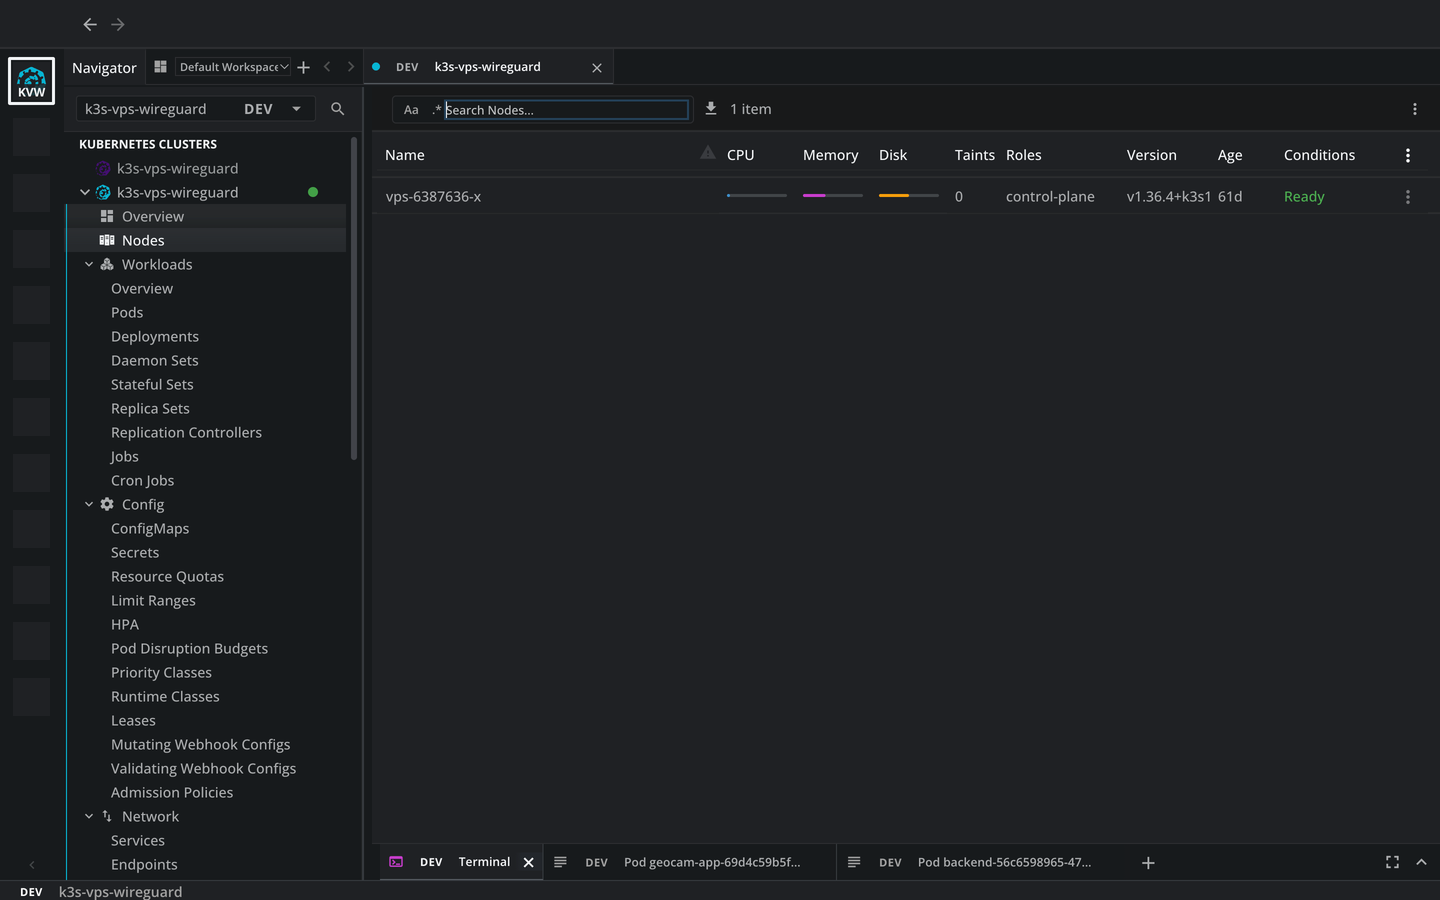 KVW
Navigator
Default Workspace
DEV k3s-vps-wireguard
k3s-vps-wireguard DEV
Aa .* Search Nodes...
1 item
KUBERNETES CLUSTERS
k3s-vps-wireguard
k3s-vps-wireguard
Overview
Nodes
Workloads
Overview
Pods
Deployments
Daemon Sets
Stateful Sets
Replica Sets
Replication Controllers
Jobs
Cron Jobs
Config
ConfigMaps
Secrets
Resource Quotas
Limit Ranges
HPA
Pod Disruption Budgets
Priority Classes
Runtime Classes
Leases
Mutating Webhook Configs
Validating Webhook Configs
Admission Policies
Network
Services
Endpoints
Name CPU Memory Disk Taints Roles Version Age Conditions
vps-6387636-x 0 control-plane v1.36.4+k3s1 61d Ready
DEV Terminal
DEV Pod geocam-app-69d4c59b5f...
DEV Pod backend-56c6598965-47...
DEV k3s-vps-wireguard